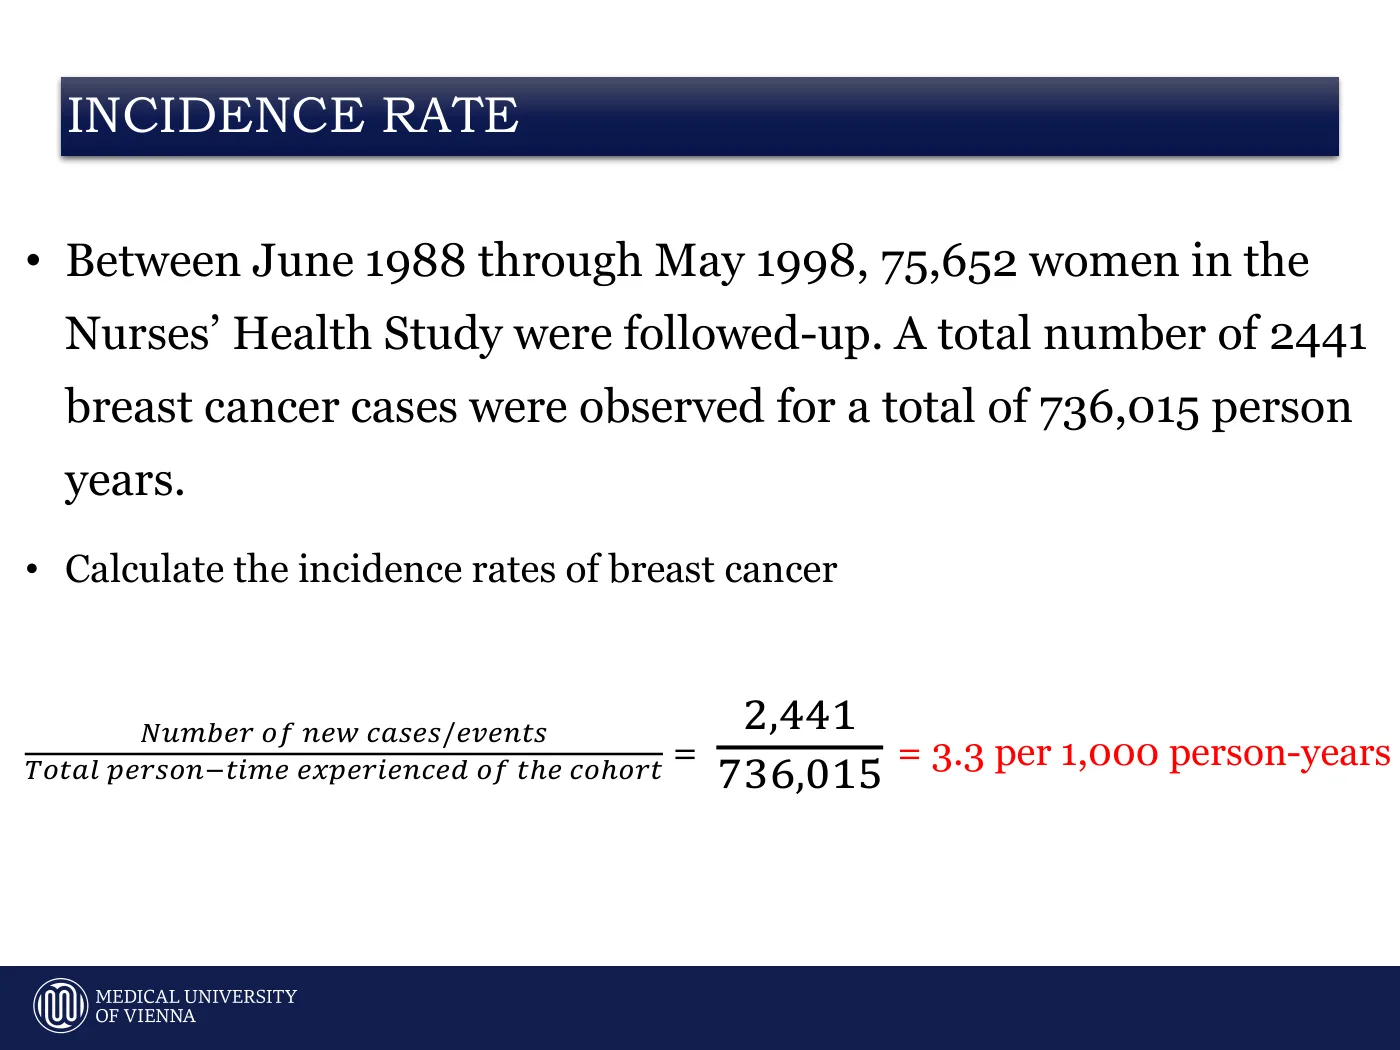 INCIDENCE RATE
• Between June 1988 through May 1998, 75,652 women in the
Nurses’ Health Study were followed-up. A total number of 2441
breast cancer cases were observed for a total of 736,015 person
years.
• Calculate the incidence rates of breast cancer
Number of new cases/events
Total person−time experienced of the cohort
=
2,441
736,015
= 3.3 per 1,000 person-years
MEDICAL UNIVERSITY
OF VIENNA